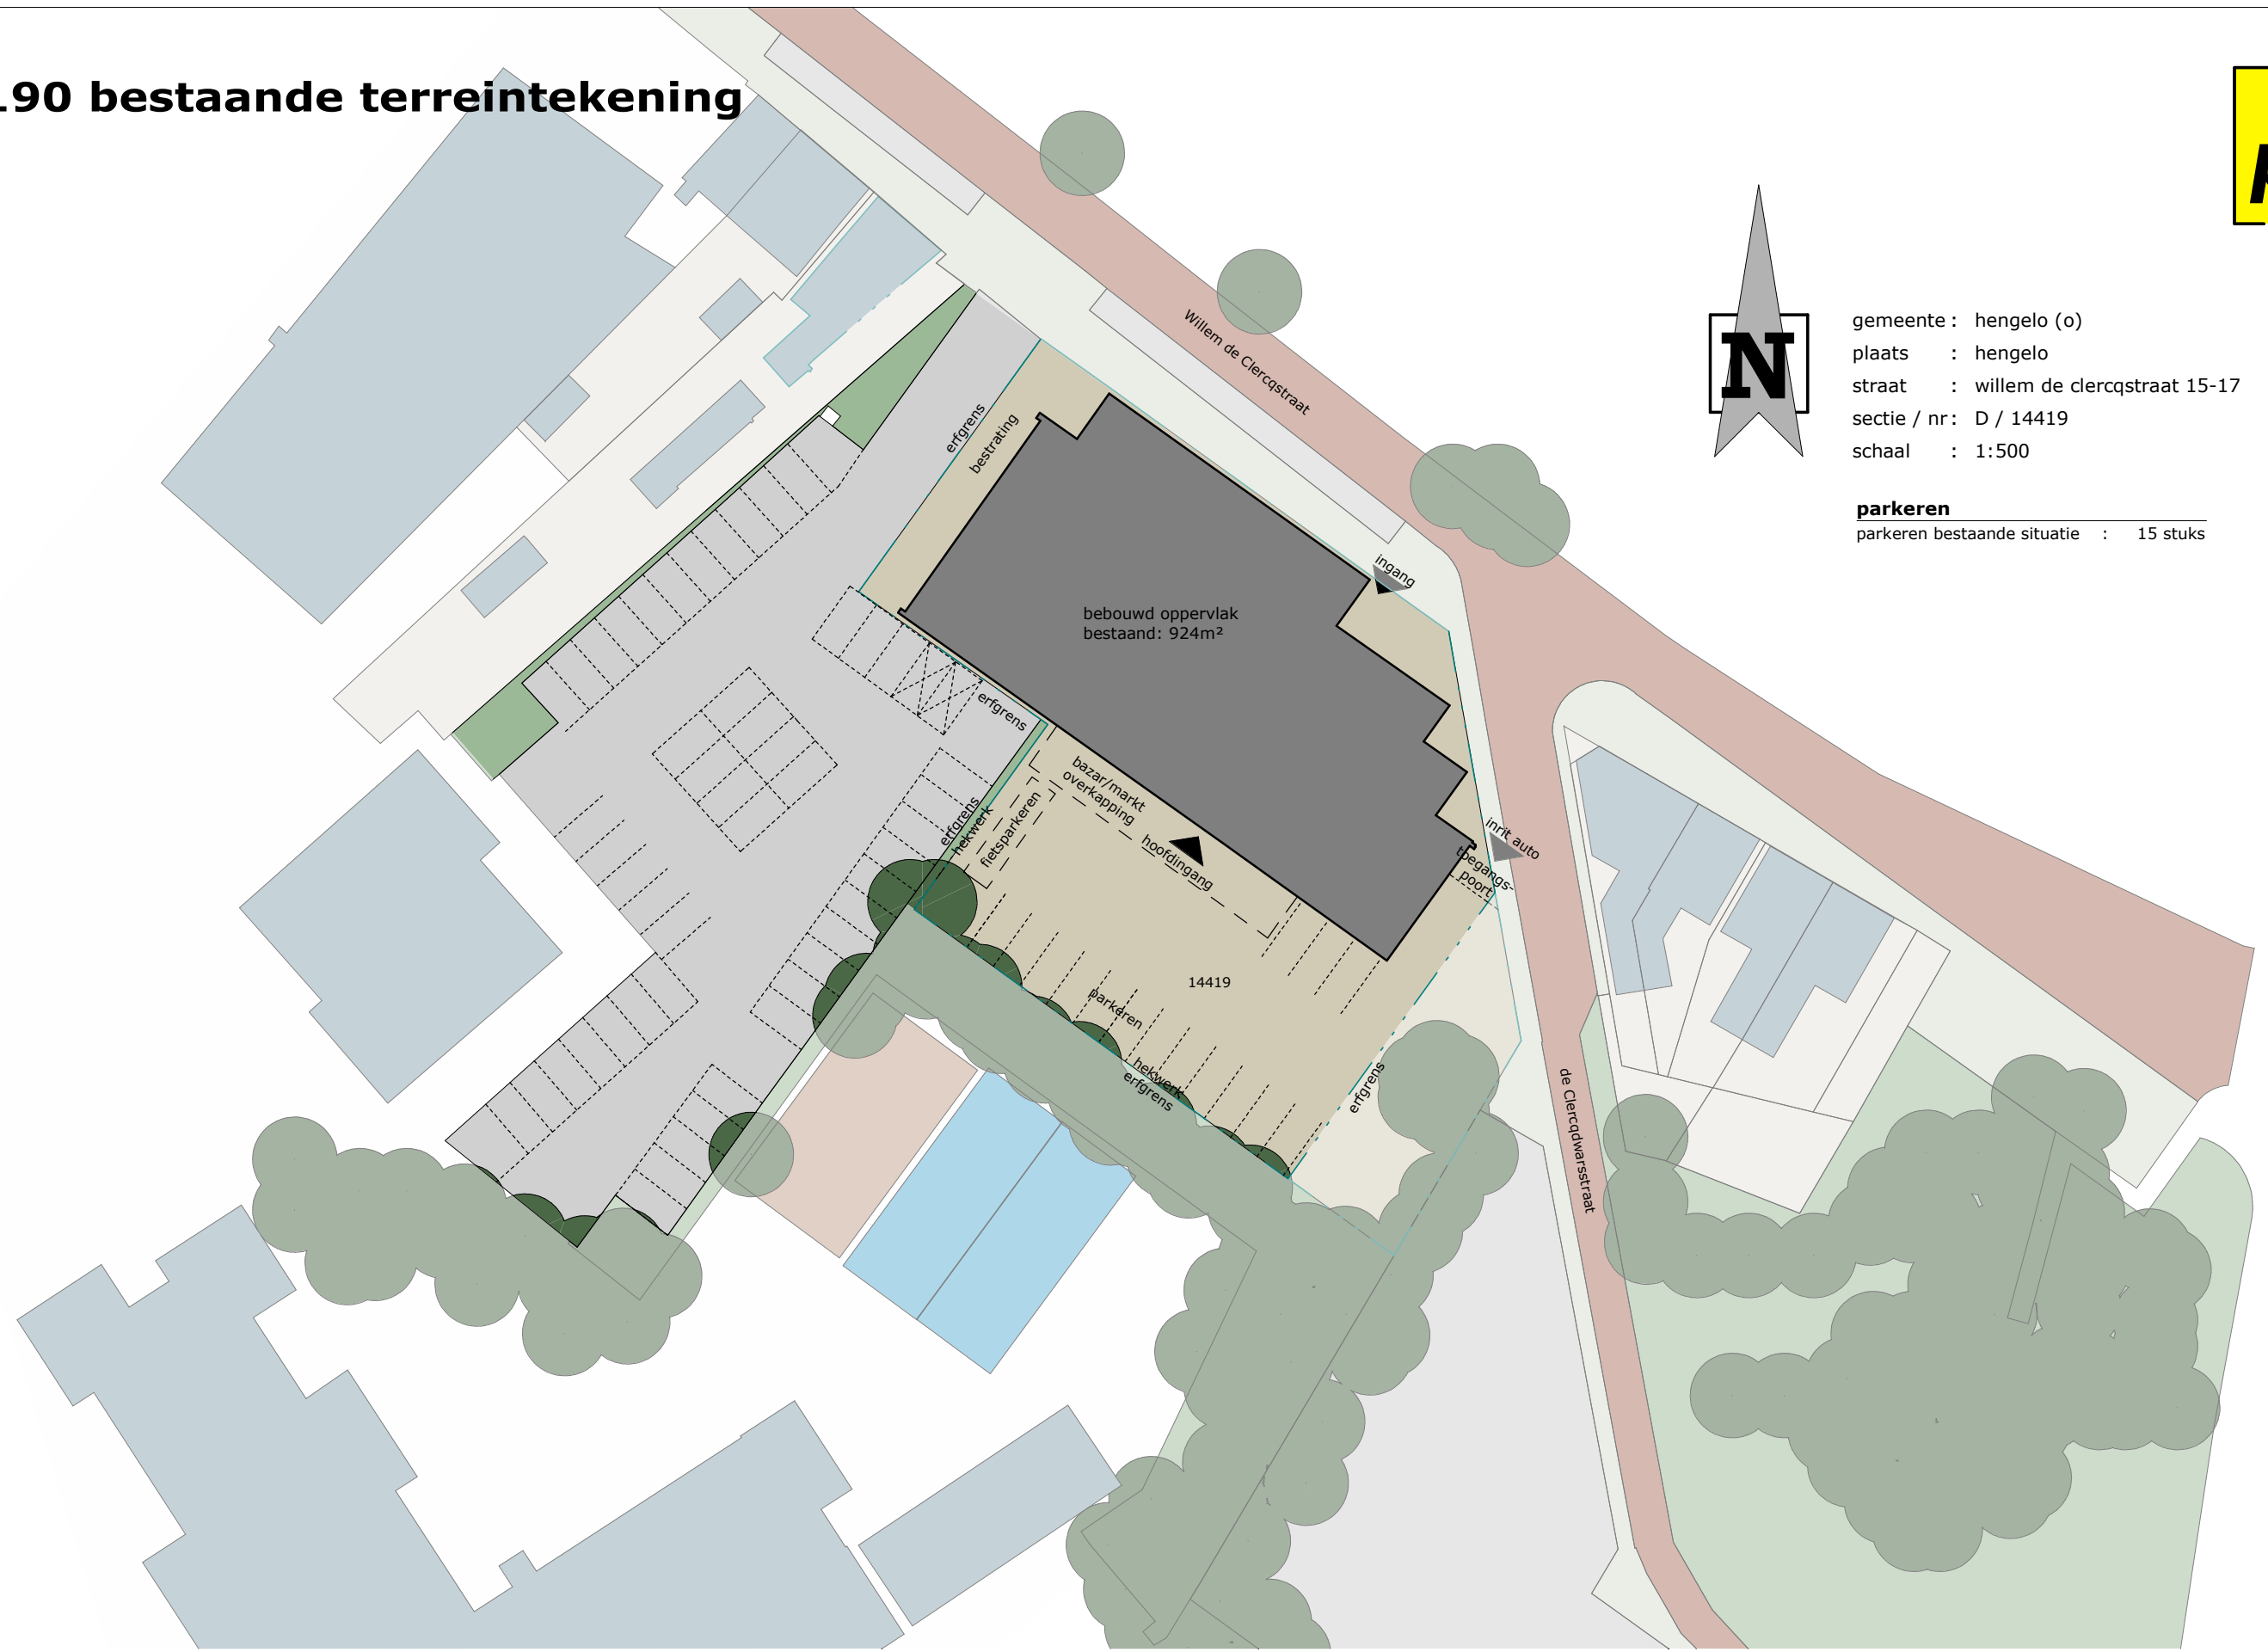 .90 bestaande terreintekening
Willem de Clercqstraat
N
gemeente : hengelo (o)
plaats : hengelo
straat : willem de clercqstraat 15-17
sectie / nr : D / 14419
schaal : 1:500
parkeren
parkeren bestaande situatie : 15 stuks
erfgrens
bestrating
ingang
bebouwd oppervlak
bestaand: 924m²
erfgrens
bazar/markt
overkapping
erfgrens
hekwerk
fietsparkeren
hoofdingang
inrit auto
toegangs-
poort
14419
parkeren
hekwerk
erfgrens
erfgrens
de Clercqdwarsstraat